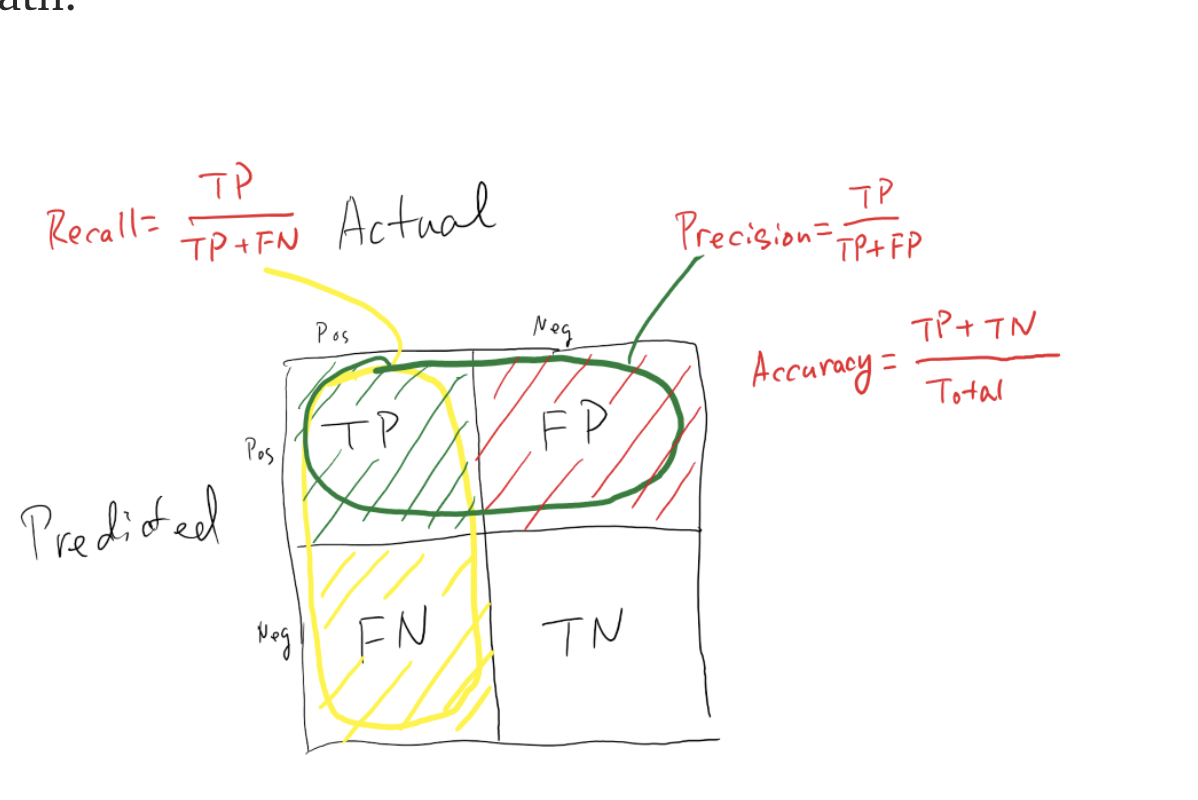 ath.
TP
Recall= TP+FN
Actual
TP
Precision= TP+FP
Pos
Neg
TP+ TN
Accuracy= Total
Pos
TP
FP
Predicted
Neg
FN
TN